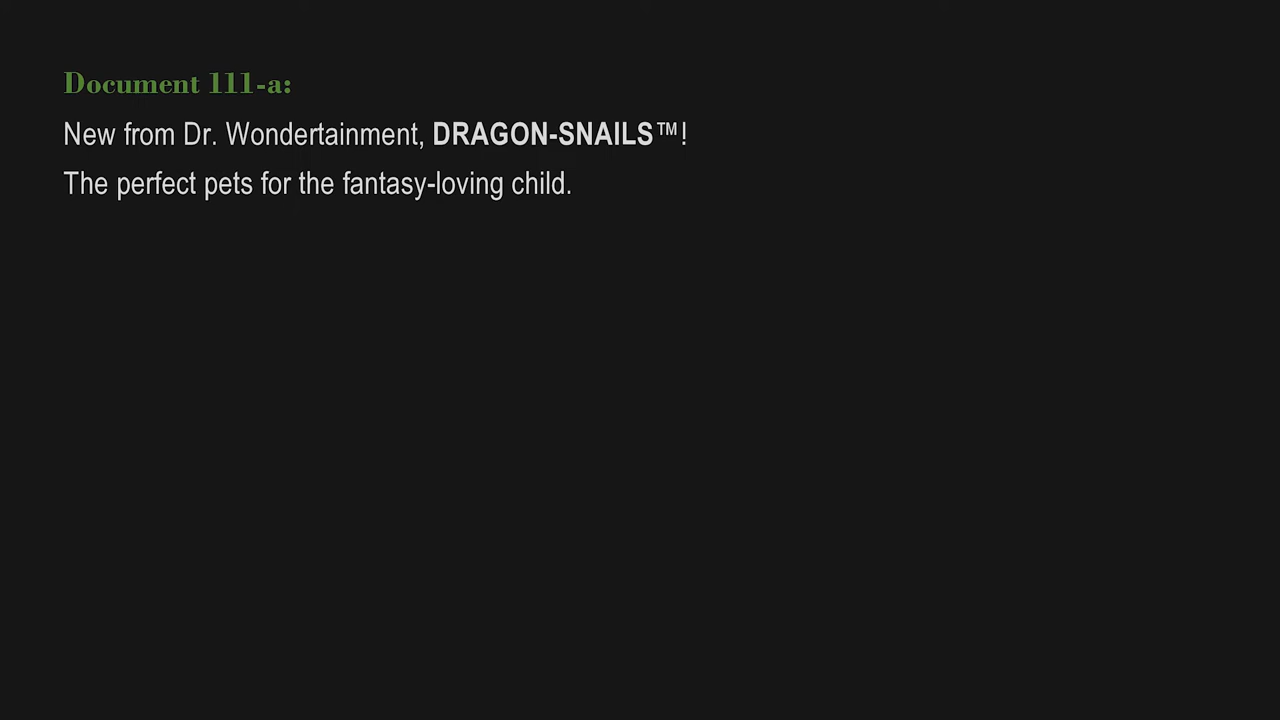 Document 111-a:
New from Dr. Wondertainment, DRAGON-SNAILS™!
The perfect pets for the fantasy-loving child.